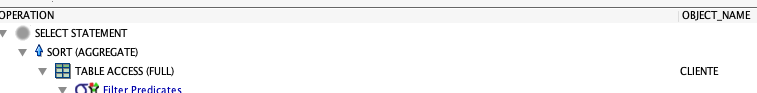 OPERATION OBJECT_NAME
SELECT STATEMENT
SORT (AGGREGATE)
TABLE ACCESS (FULL) CLIENTE
Filter Predicates